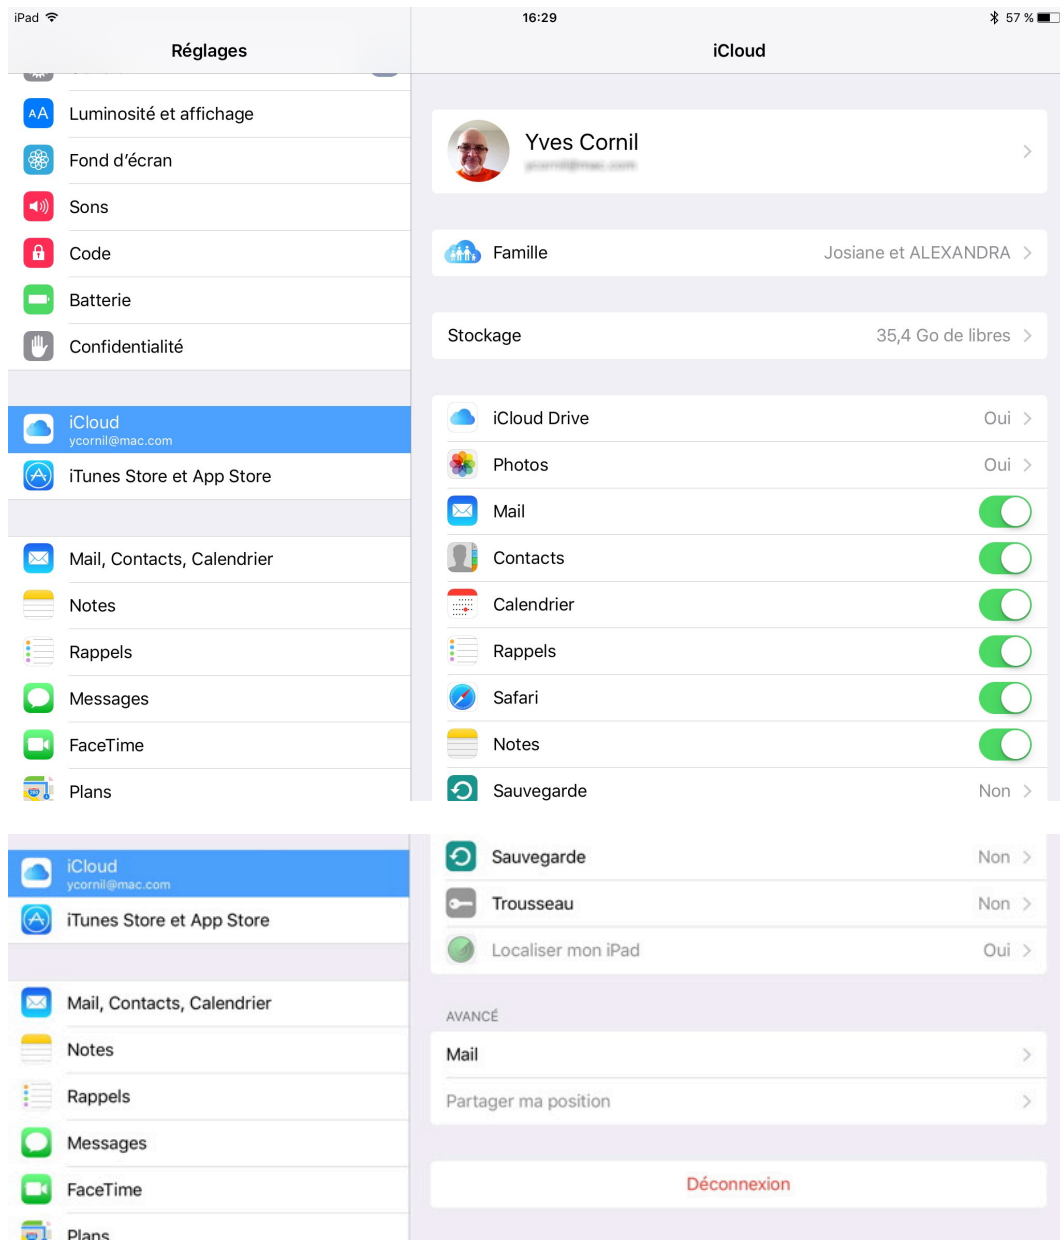 iPad
16:29
57 %
Réglages
iCloud
Luminosité et affichage
Fond d'écran
Sons
Code
Batterie
Confidentialité
iCloud
ycornil@mac.com
iTunes Store et App Store
Mail, Contacts, Calendrier
Notes
Rappels
Messages
FaceTime
Plans
Yves Cornil
Famille Josiane et ALEXANDRA
Stockage 35,4 Go de libres
iCloud Drive Oui
Photos Oui
Mail
Contacts
Calendrier
Rappels
Safari
Notes
Sauvegarde Non
iCloud
ycornil@mac.com
iTunes Store et App Store
Mail, Contacts, Calendrier
Notes
Rappels
Messages
FaceTime
Plans
Sauvegarde Non
Trousseau Non
Localiser mon iPad Oui
AVANCÉ
Mail
Partager ma position
Déconnexion